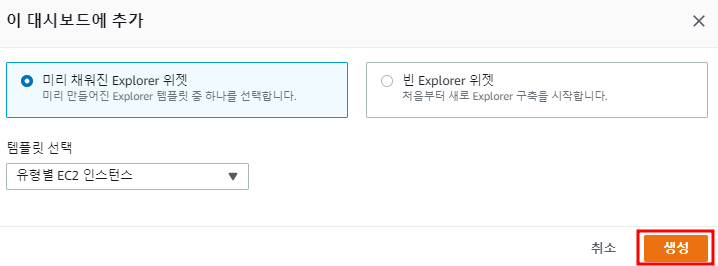 이 대시보드에 추가
미리 채워진 Explorer 위젯
미리 만들어진 Explorer 템플릿 중 하나를 선택합니다.
빈 Explorer 위젯
처음부터 새로 Explorer 구축을 시작합니다.
템플릿 선택
유형별 EC2 인스턴스
취소
생성